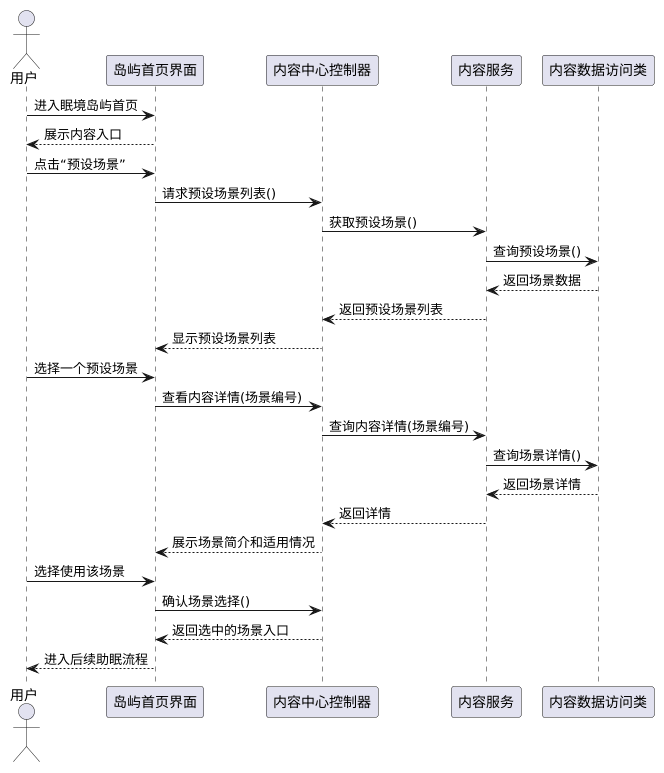 用户
岛屿首页界面
内容中心控制器
内容服务
内容数据访问类
进入眠境岛屿首页
展示内容入口
点击“预设场景”
请求预设场景列表()
获取预设场景()
查询预设场景()
返回场景数据
返回预设场景列表
显示预设场景列表
选择一个预设场景
查看内容详情(场景编号)
查询内容详情(场景编号)
查询场景详情()
返回场景详情
返回详情
展示场景简介和适用情况
选择使用该场景
确认场景选择()
返回选中的场景入口
进入后续助眠流程
用户
岛屿首页界面
内容中心控制器
内容服务
内容数据访问类